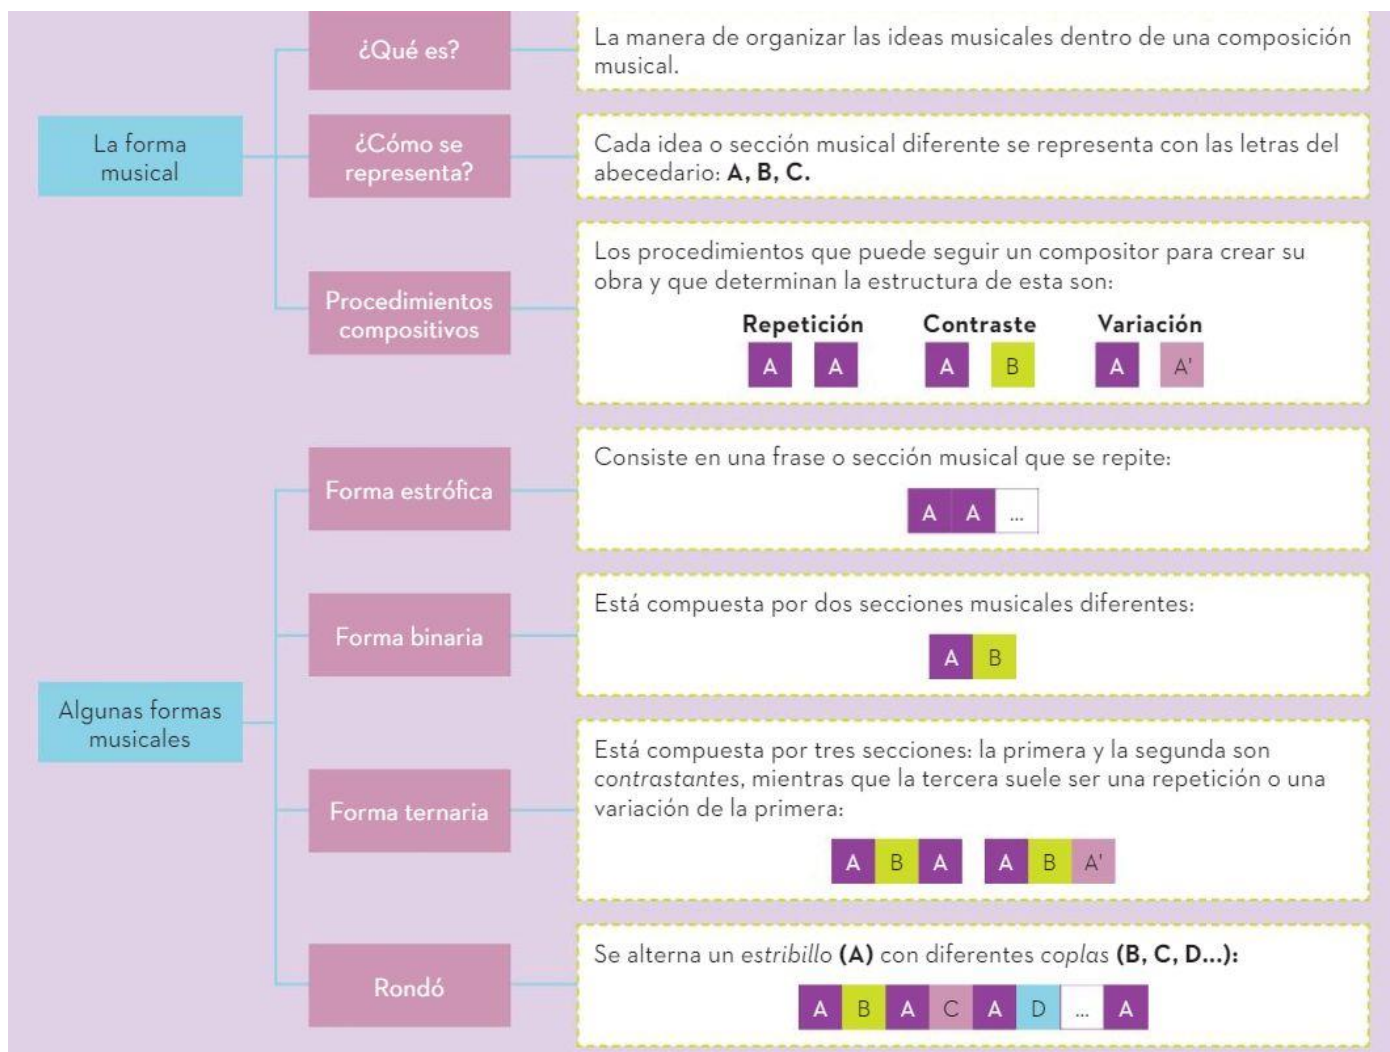 ¿Qué es?
La manera de organizar las ideas musicales dentro de una composición
musical.
La forma
musical
¿Cómo se
representa?
Cada idea o sección musical diferente se representa con las letras del
abecedario: A, B, C.
Procedimientos
compositivos
Los procedimientos que puede seguir un compositor para crear su
obra y que determinan la estructura de esta son:
Repetición Contraste Variación
A A A B A A'
Forma estrófica
Consiste en una frase o sección musical que se repite:
A A ...
Forma binaria
Está compuesta por dos secciones musicales diferentes:
A B
Algunas formas
musicales
Forma ternaria
Está compuesta por tres secciones: la primera y la segunda son
contrastantes, mientras que la tercera suele ser una repetición o una
variación de la primera:
A B A A B A'
Rondó
Se alterna un estribillo (A) con diferentes coplas (B, C, D...):
A B A C A D ... A